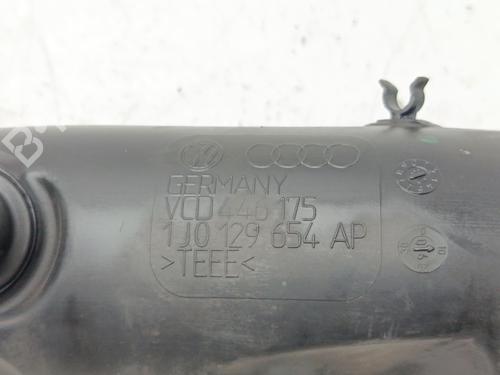 GERMANY
VCD 446 175
1J0 129 654 AP
>TEEE<